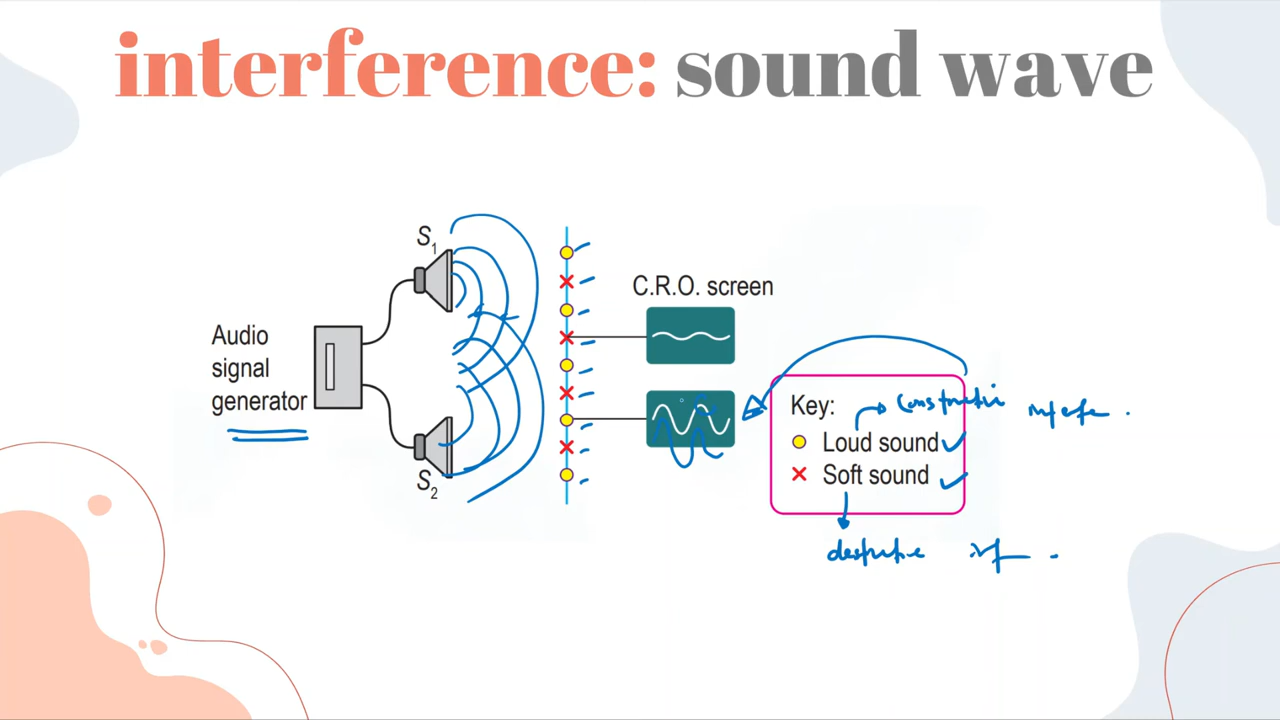 interference: sound wave
S1
Audio
signal
generator
S2
C.R.O. screen
Key:
Loud sound
Soft sound